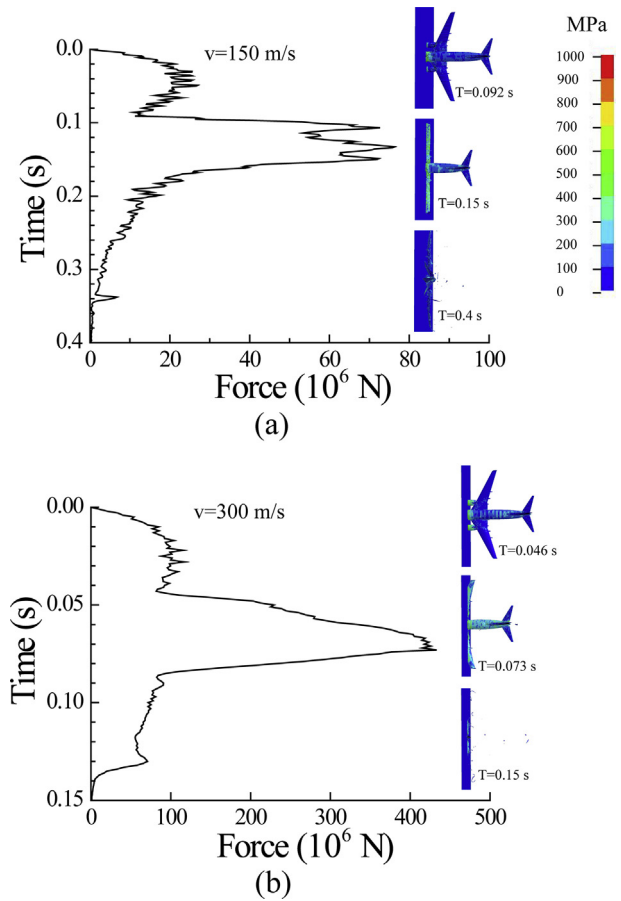 (a)
MPa
v=150 m/s
0.0
0.1
0.2
0.3
0.4
Time (s)
0
20
40
60
80
100
Force (10⁶ N)
(a)
T=0.092 s
T=0.15 s
T=0.4 s
1000
900
800
700
600
500
400
300
200
100
0
v=300 m/s
0.00
0.05
0.10
0.15
Time (s)
0
100
200
300
400
500
Force (10⁶ N)
(b)
T=0.046 s
T=0.073 s
T=0.15 s